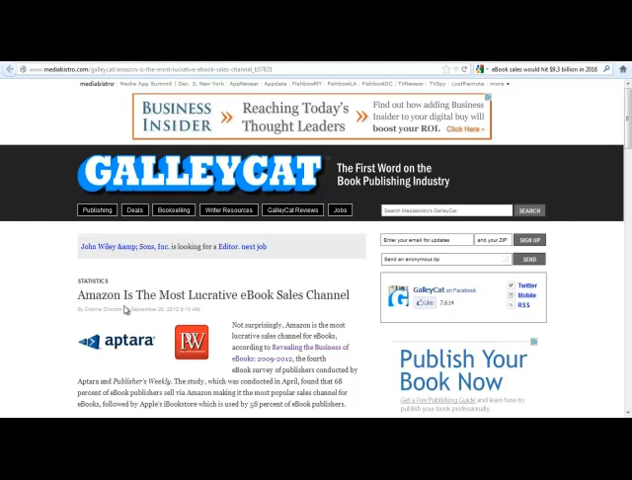 www.mediabistro.com/galleycat/amazon-is-the-most-lucrative-ebook-sales-channel_b57821
eBook sales would hit $9.3 billion in 2016
mediabistro Media App Summit | Dec. 3, New York AppNewser Appdata FishbowlNY FishbowlLA FishbowlDC TVNewser TVSpy LostRemote more
BUSINESS INSIDER
Reaching Today's Thought Leaders
Find out how adding Business Insider to your digital buy will boost your ROI. Click Here
GALLEYCAT
The First Word on the
Book Publishing Industry
Publishing Deals Bookselling Writer Resources GalleyCat Reviews Jobs
Search Mediabistro's GalleyCat SEARCH
John Wiley &amp; Sons, Inc. is looking for a Editor. next job
Enter your email for updates and your ZIP SIGN UP
Send an anonymous tip SEND
STATISTICS
Amazon Is The Most Lucrative eBook Sales Channel
GalleyCat on Facebook
Like 7,614
Twitter
Mobile
RSS
aptara
PW
Not surprisingly, Amazon is the most
lucrative sales channel for eBooks,
according to Revealing the Business of
eBooks: 2009-2012, the fourth
eBook survey of publishers conducted by
Aptara and Publisher's Weekly. The study, which was conducted in April, found that 68
percent of eBook publishers sell via Amazon making it the most popular sales channel for
eBooks, followed by Apple's iBookstore which is used by 58 percent of eBook publishers.
Publish Your
Book Now
Get a Free Publishing Guide and learn how to
publish your book professionally.